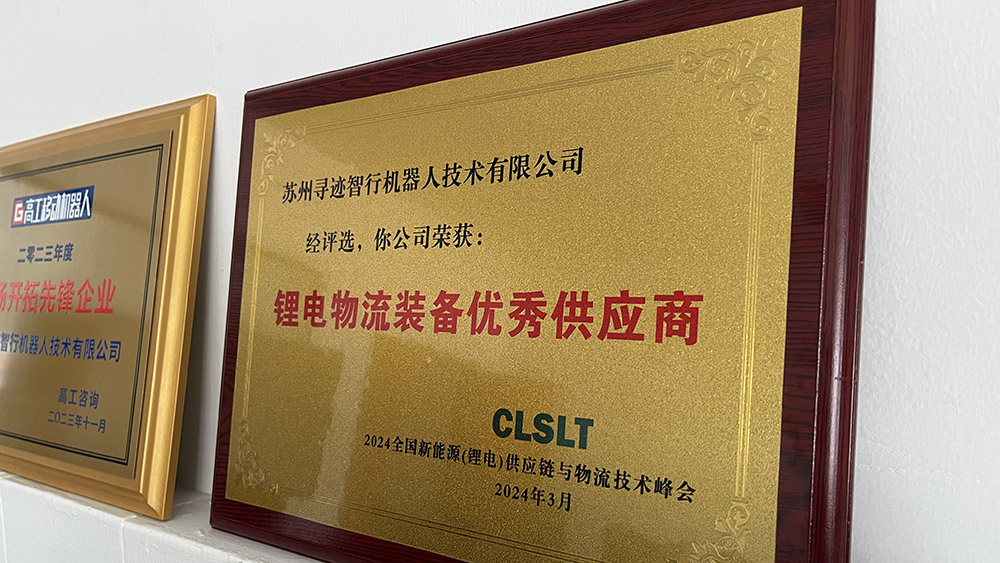 高工移动机器人
二零二三年度
场开拓先锋企业
智行机器人技术有限公司
高工咨询
二〇二三年十一月
苏州寻迹智行机器人技术有限公司
经评选，你公司荣获：
锂电物流装备优秀供应商
CLSLT
2024全国新能源(锂电)供应链与物流技术峰会
2024年3月